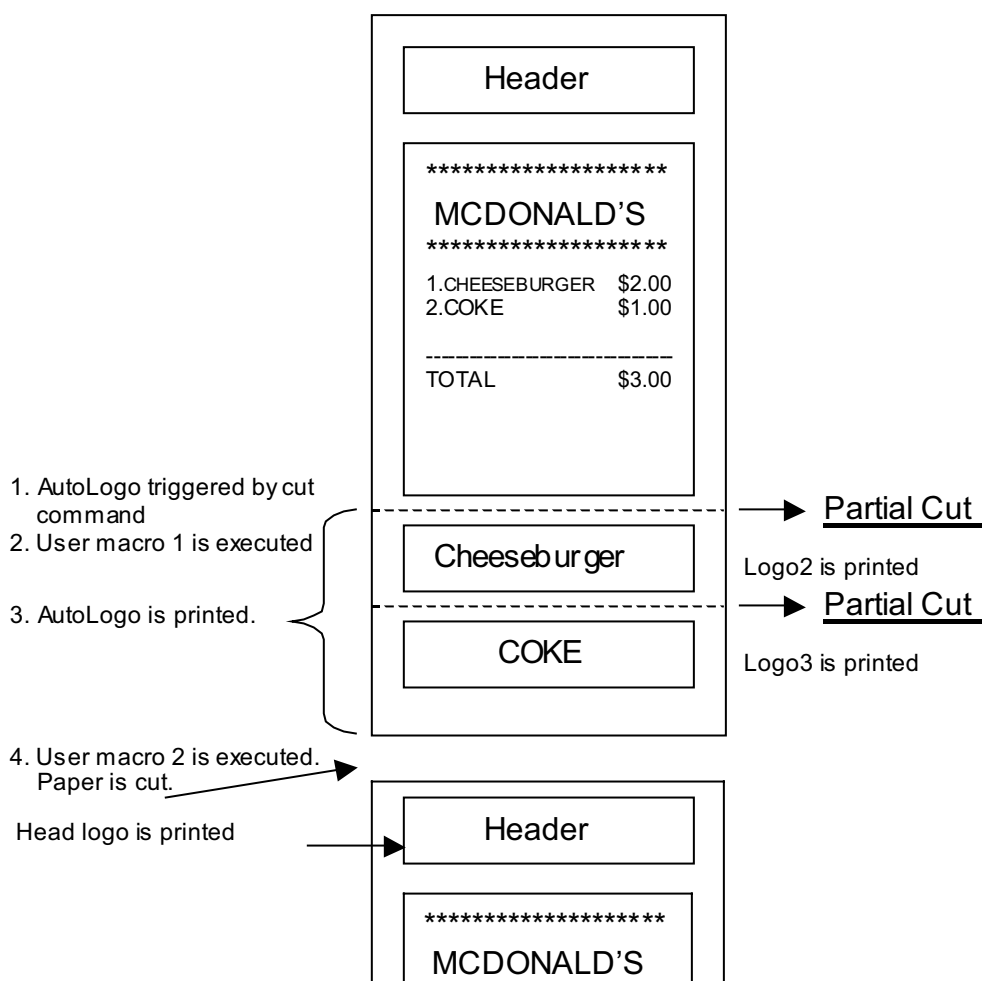 Header
********************
MCDONALD’S
********************
1.CHEESEBURGER $2.00
2.COKE $1.00
--------------------------------
TOTAL $3.00
1. AutoLogo triggered by cut
command
2. User macro 1 is executed
3. AutoLogo is printed.
Partial Cut
Cheeseburger
Logo2 is printed
Partial Cut
COKE
Logo3 is printed
4. User macro 2 is executed.
Paper is cut.
Head logo is printed
Header
********************
MCDONALD’S